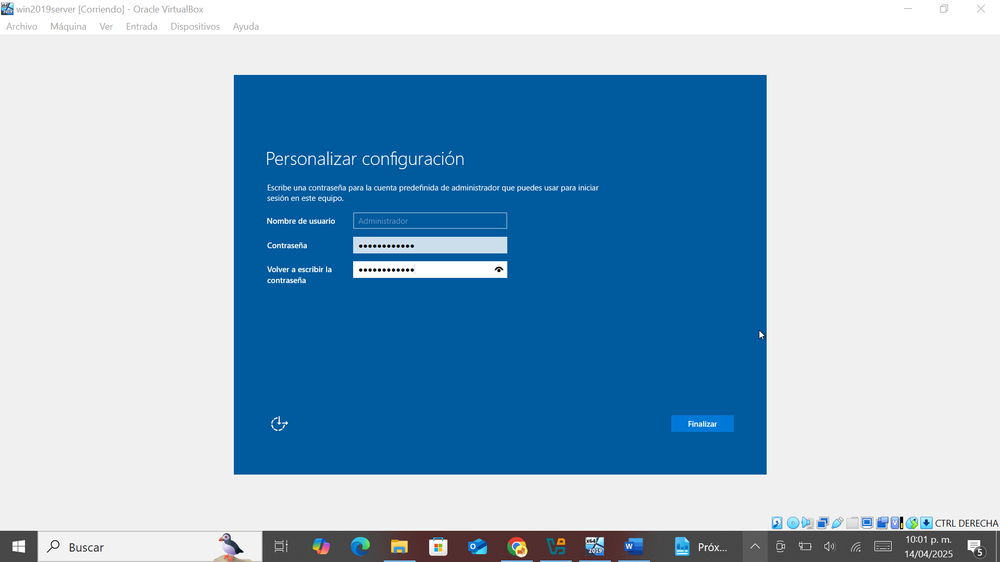 win2019server [Corriendo] - Oracle VirtualBox
Archivo Máquina Ver Entrada Dispositivos Ayuda
Personalizar configuración
Escribe una contraseña para la cuenta predefinida de administrador que puedes usar para iniciar
sesión en este equipo.
Nombre de usuario Administrador
Contraseña ●●●●●●●●●●●●
Volver a escribir la ●●●●●●●●●●●●
contraseña
Finalizar
CTRL DERECHA
x64
2019
Buscar
Próx...
10:01 p. m.
14/04/2025
5